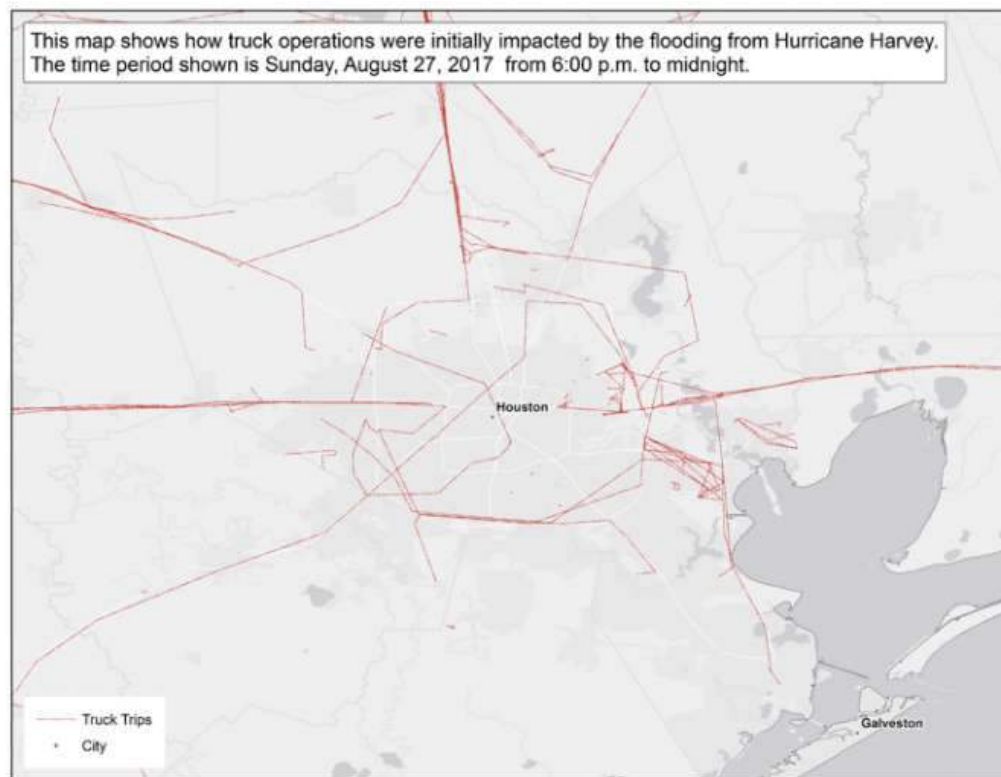 This map shows how truck operations were initially impacted by the flooding from Hurricane Harvey.
The time period shown is Sunday, August 27, 2017 from 6:00 p.m. to midnight.
Houston
Galveston
Truck Trips
City